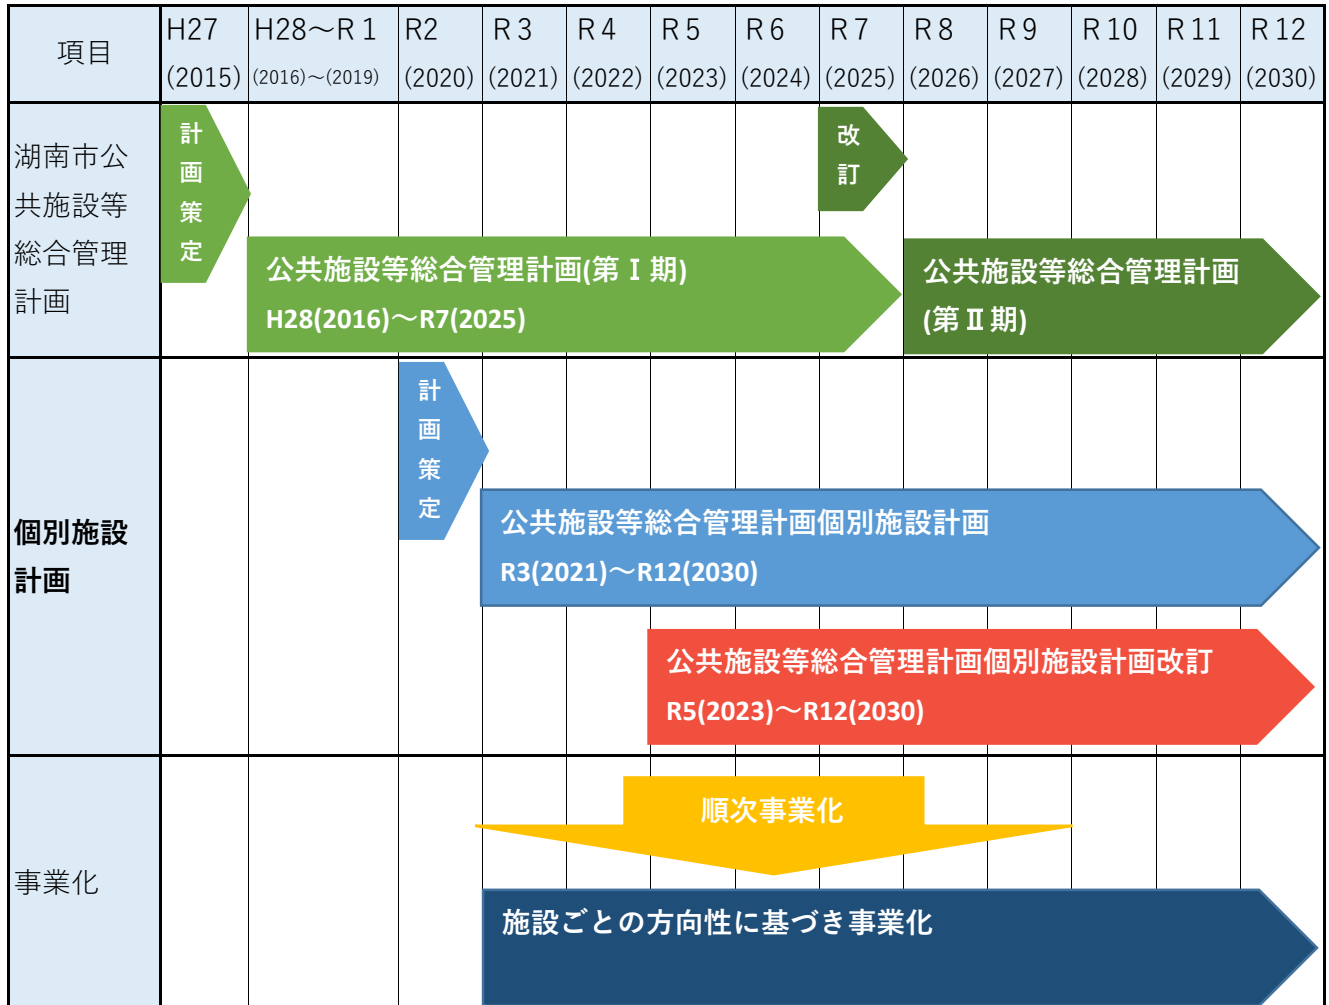 項目
H27
(2015)
H28～R１
(2016)～(2019)
R2
(2020)
R３
(2021)
R４
(2022)
R５
(2023)
R６
(2024)
R７
(2025)
R８
(2026)
R９
(2027)
R10
(2028)
R11
(2029)
R12
(2030)
湖南市公
共施設等
総合管理
計画
計
画
策
定
改
訂
公共施設等総合管理計画(第Ⅰ期)
H28(2016)～R7(2025)
公共施設等総合管理計画
(第Ⅱ期)
個別施設
計画
計
画
策
定
公共施設等総合管理計画個別施設計画
R3(2021)～R12(2030)
公共施設等総合管理計画個別施設計画改訂
R5(2023)～R12(2030)
事業化
順次事業化
施設ごとの方向性に基づき事業化